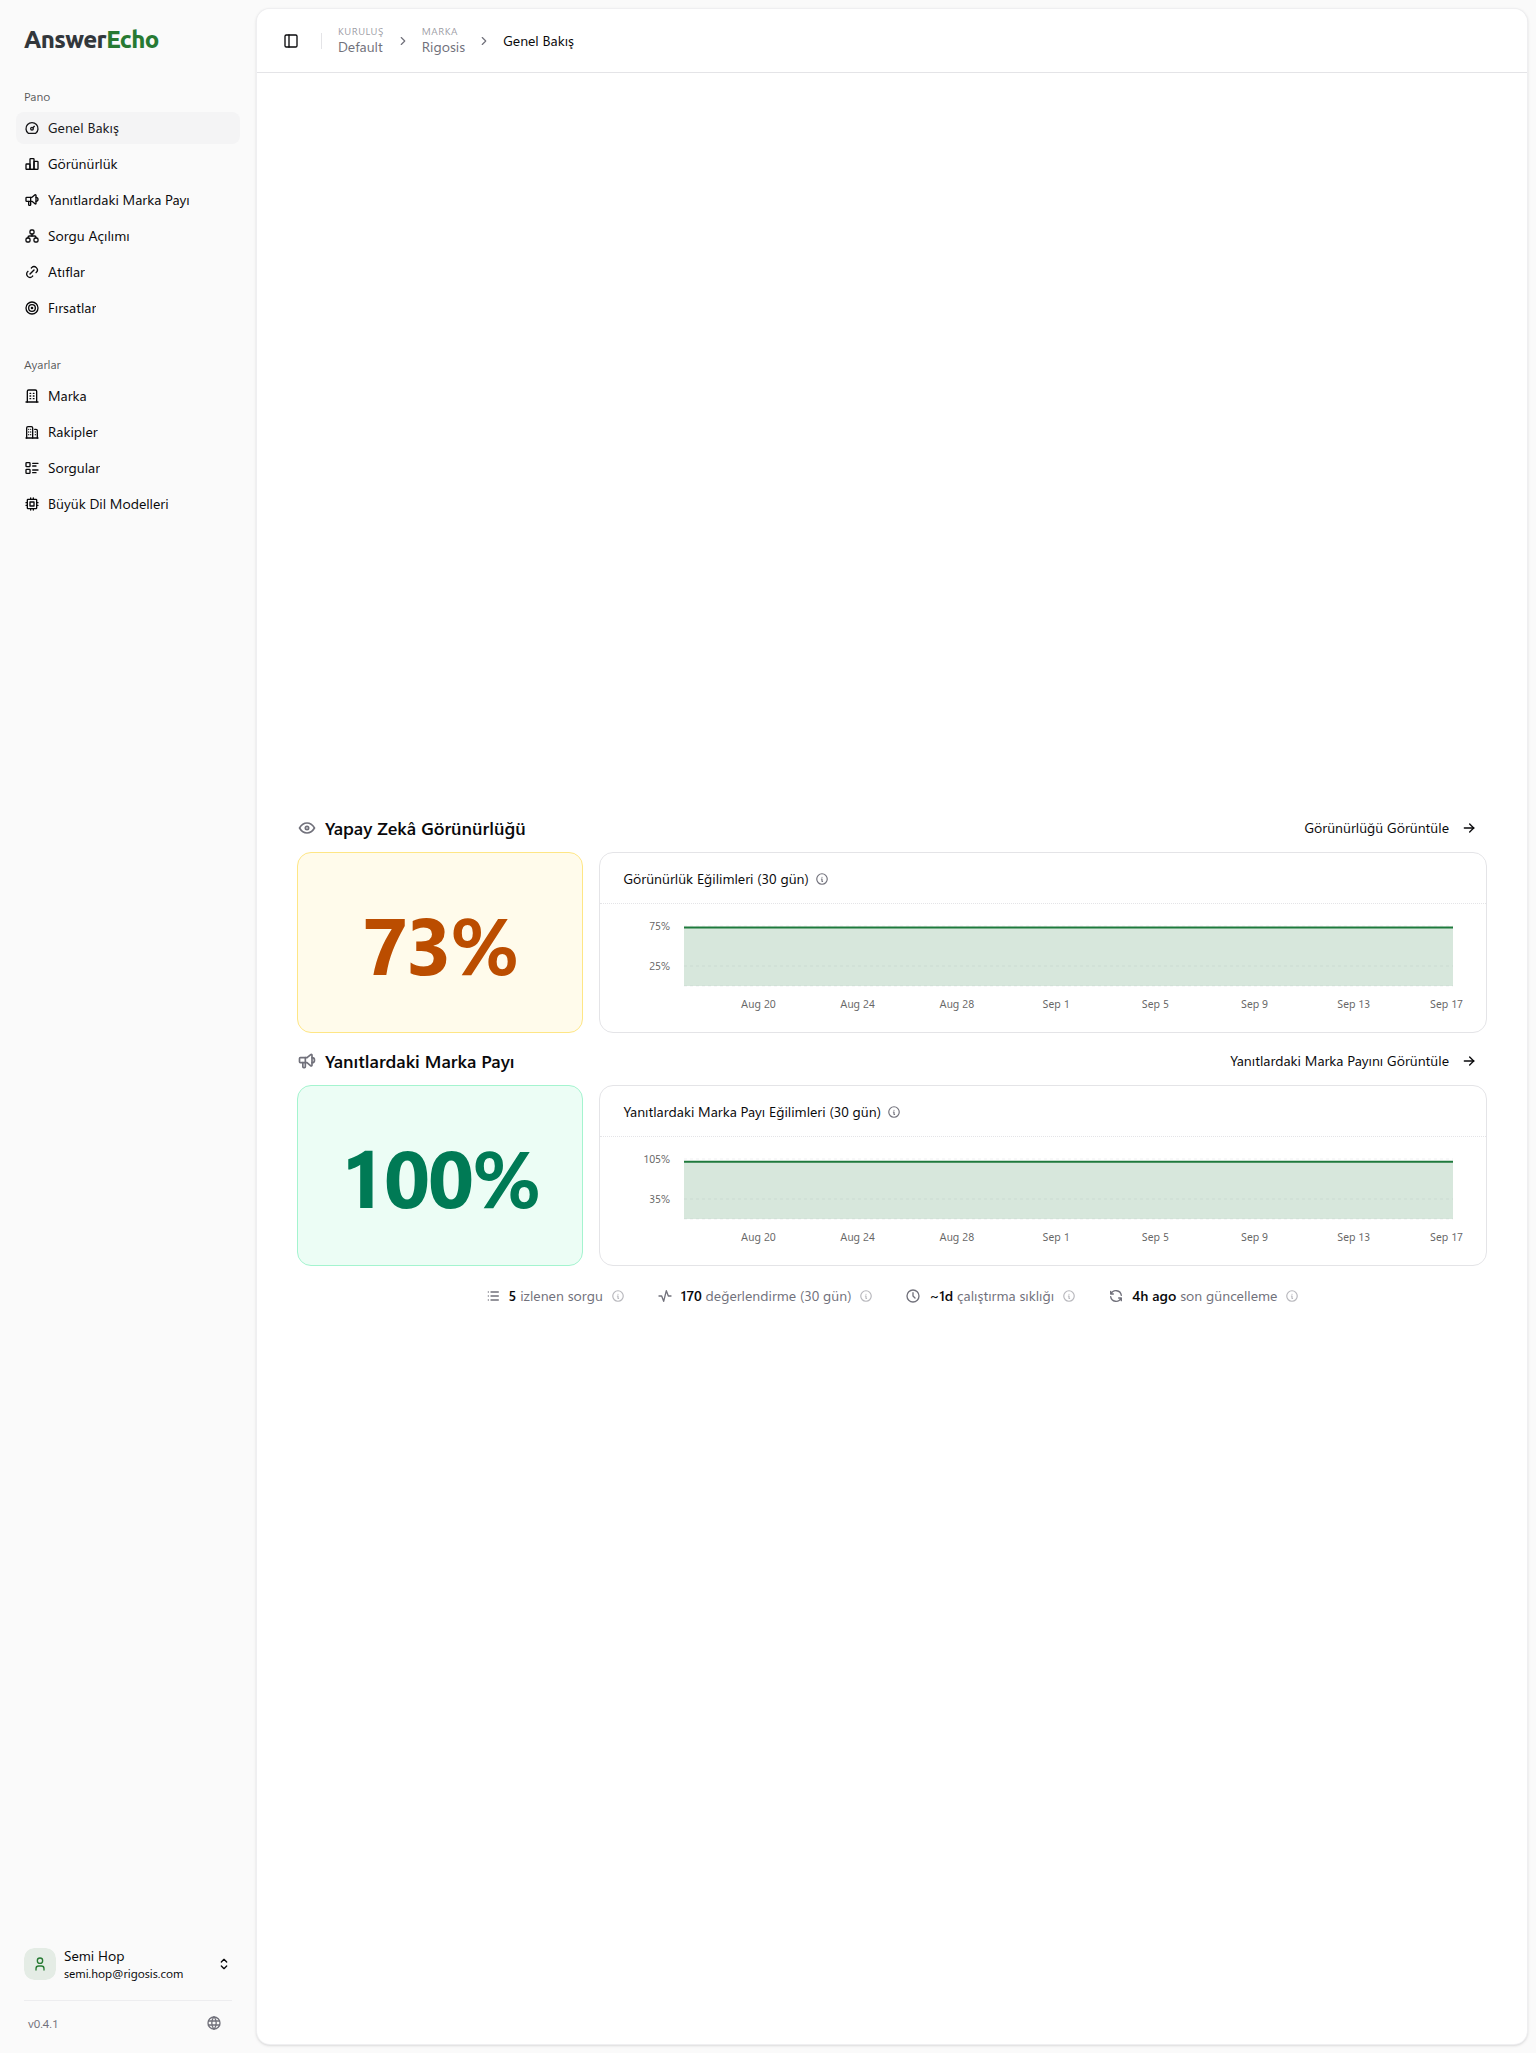 AnswerEcho
Pano
Genel Bakış
Görünürlük
Yanıtlardaki Marka Payı
Sorgu Açılımı
Atıflar
Fırsatlar
Ayarlar
Marka
Rakipler
Sorgular
Büyük Dil Modelleri
Semi Hop
semi.hop@rigosis.com
v0.4.1
KURULUŞ
Default
MARKA
Rigosis
Genel Bakış
Yapay Zekâ Görünürlüğü
Görünürlüğü Görüntüle
73%
Görünürlük Eğilimleri (30 gün)
75%
25%
Aug 20 Aug 24 Aug 28 Sep 1 Sep 5 Sep 9 Sep 13 Sep 17
Yanıtlardaki Marka Payı
Yanıtlardaki Marka Payını Görüntüle
100%
Yanıtlardaki Marka Payı Eğilimleri (30 gün)
105%
35%
Aug 20 Aug 24 Aug 28 Sep 1 Sep 5 Sep 9 Sep 13 Sep 17
5 izlenen sorgu 170 değerlendirme (30 gün) ~1d çalıştırma sıklığı 4h ago son güncelleme